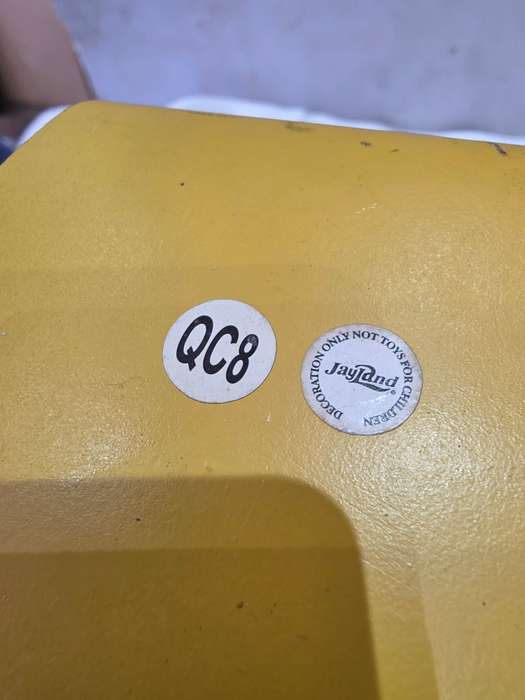 QC8
DECORATION ONLY NOT TOYS FOR CHILDREN
JayLand®